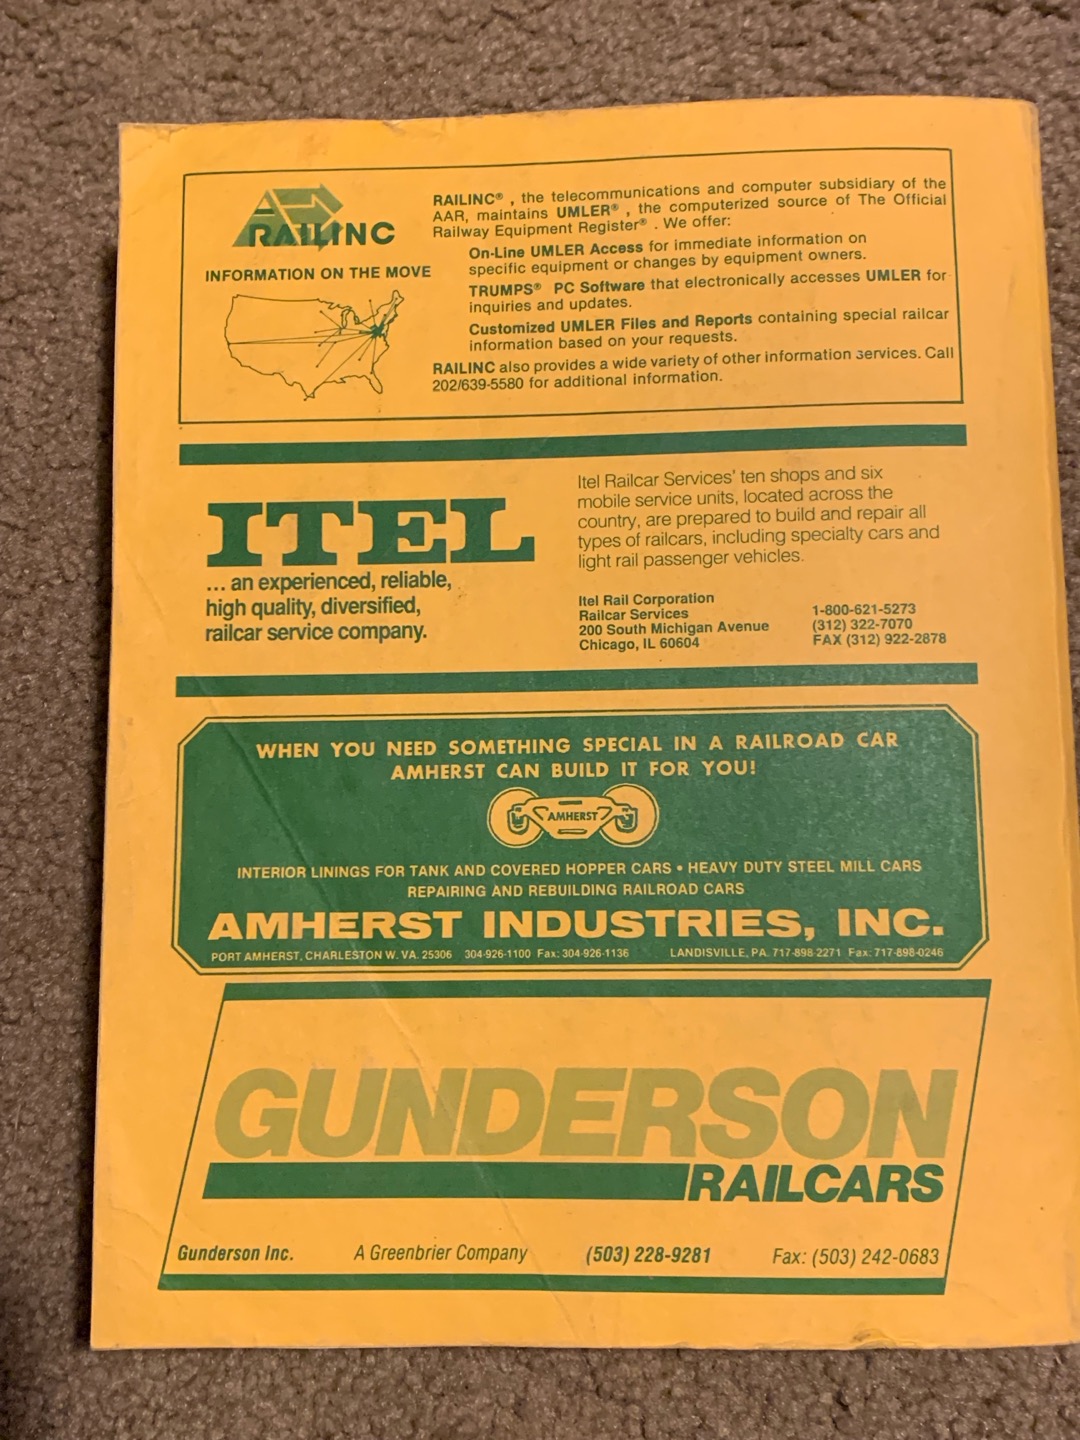 RAILINC
INFORMATION ON THE MOVE
RAILINC®, the telecommunications and computer subsidiary of the
AAR, maintains UMLER®, the computerized source of The Official
Railway Equipment Register®. We offer:
On-Line UMLER Access for immediate information on
specific equipment or changes by equipment owners.
TRUMPS® PC Software that electronically accesses UMLER for
inquiries and updates.
Customized UMLER Files and Reports containing special railcar
information based on your requests.
RAILINC also provides a wide variety of other information services. Call
202/639-5580 for additional information.
ITEL
... an experienced, reliable,
high quality, diversified,
railcar service company.
Itel Railcar Services' ten shops and six
mobile service units, located across the
country, are prepared to build and repair all
types of railcars, including specialty cars and
light rail passenger vehicles.
Itel Rail Corporation
Railcar Services
200 South Michigan Avenue
Chicago, IL 60604
1-800-621-5273
(312) 322-7070
FAX (312) 922-2878
WHEN YOU NEED SOMETHING SPECIAL IN A RAILROAD CAR
AMHERST CAN BUILD IT FOR YOU!
AMHERST
INTERIOR LININGS FOR TANK AND COVERED HOPPER CARS • HEAVY DUTY STEEL MILL CARS
REPAIRING AND REBUILDING RAILROAD CARS
AMHERST INDUSTRIES, INC.
PORT AMHERST, CHARLESTON W. VA. 25306 304-926-1100 Fax: 304-926-1136 LANDISVILLE, PA. 717-898-2271 Fax: 717-898-0246
GUNDERSON
RAILCARS
Gunderson Inc. A Greenbrier Company (503) 228-9281 Fax: (503) 242-0683